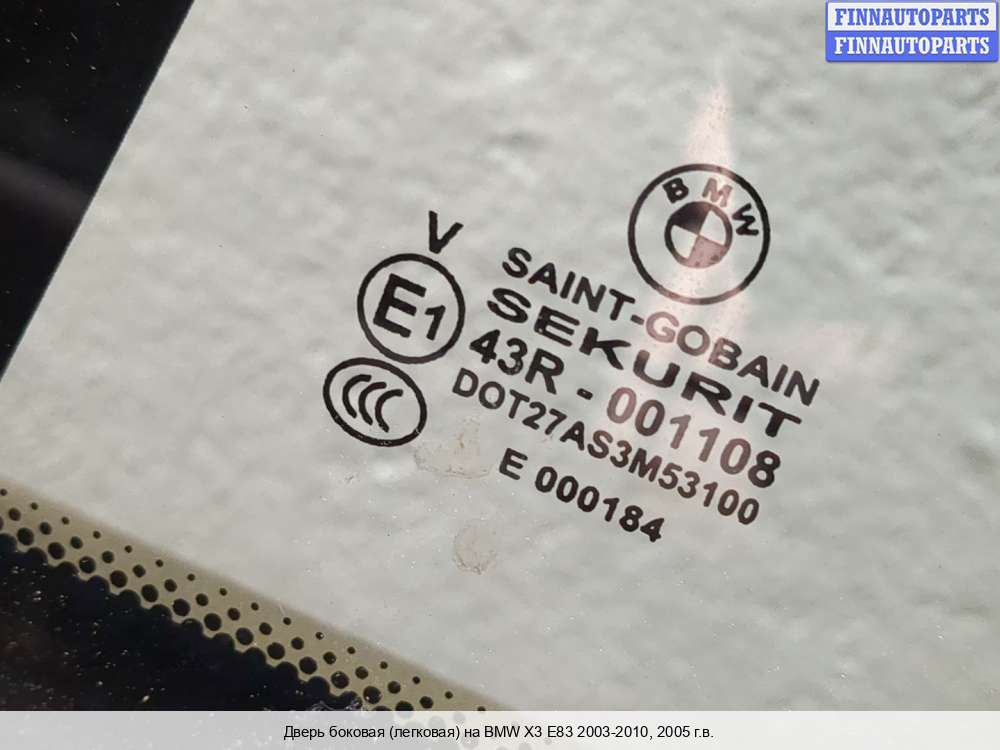 FINNAUTOPARTS
FINNAUTOPARTS
BMW
V
E1
CCC
SAINT-GOBAIN
SEKURIT
43R - 001108
DOT27AS3M53100
E 000184
Дверь боковая (легковая) на BMW X3 E83 2003-2010, 2005 г.в.